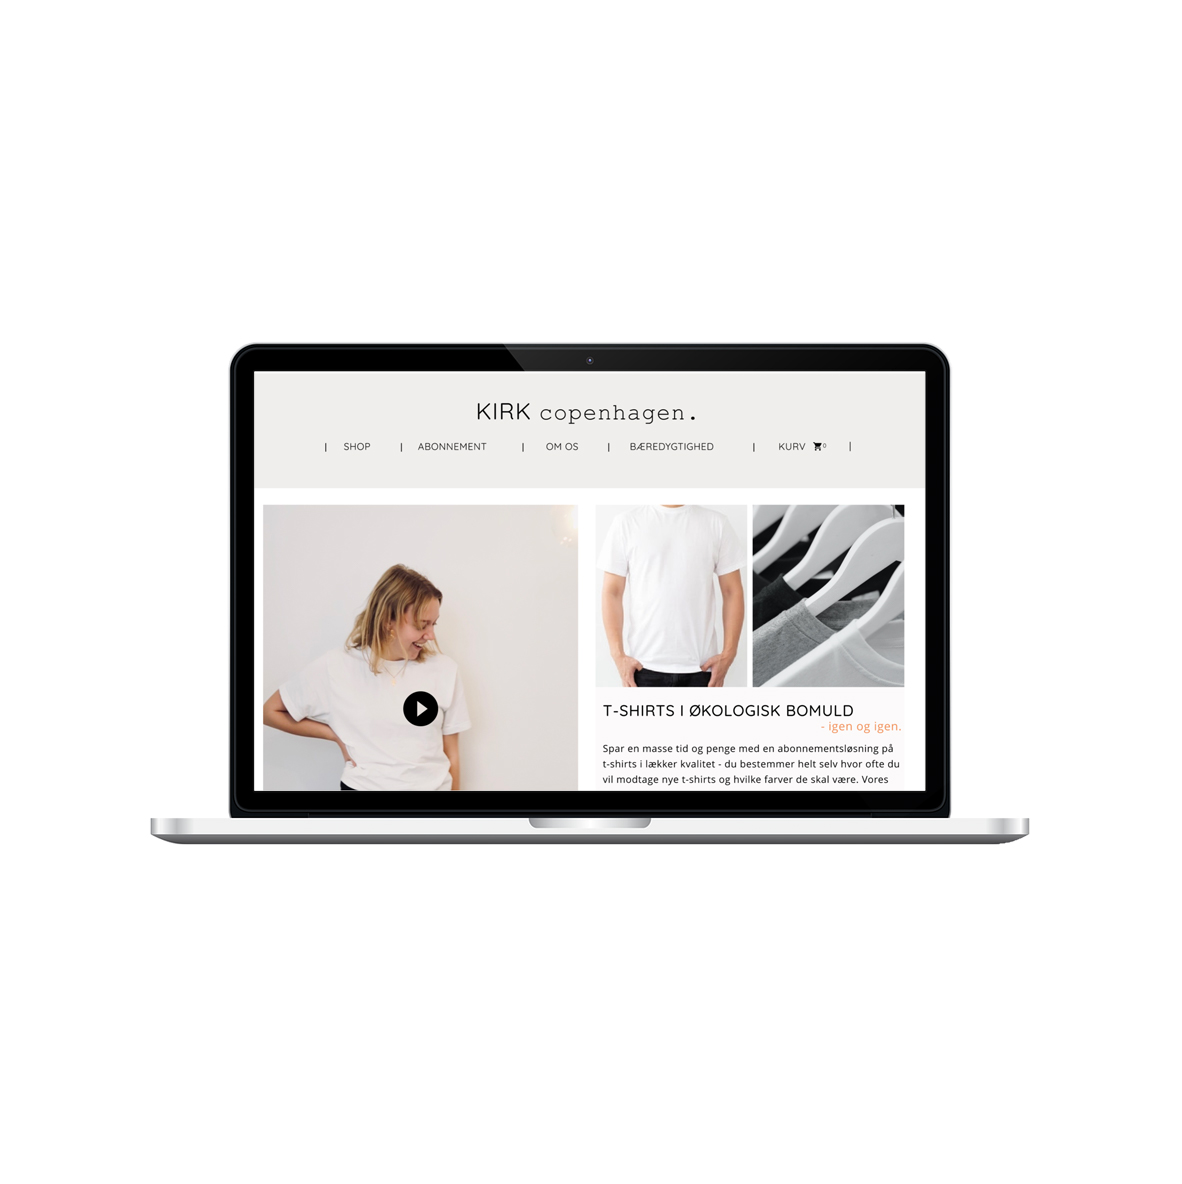 KIRK copenhagen.
| SHOP | ABONNEMENT | OM OS | BÆREDYGTIGHED | KURV 0 |
T-SHIRTS I ØKOLOGISK BOMULD
- igen og igen.
Spar en masse tid og penge med en abonnementsløsning på
t-shirts i lækker kvalitet - du bestemmer helt selv hvor ofte du
vil modtage nye t-shirts og hvilke farver de skal være. Vores